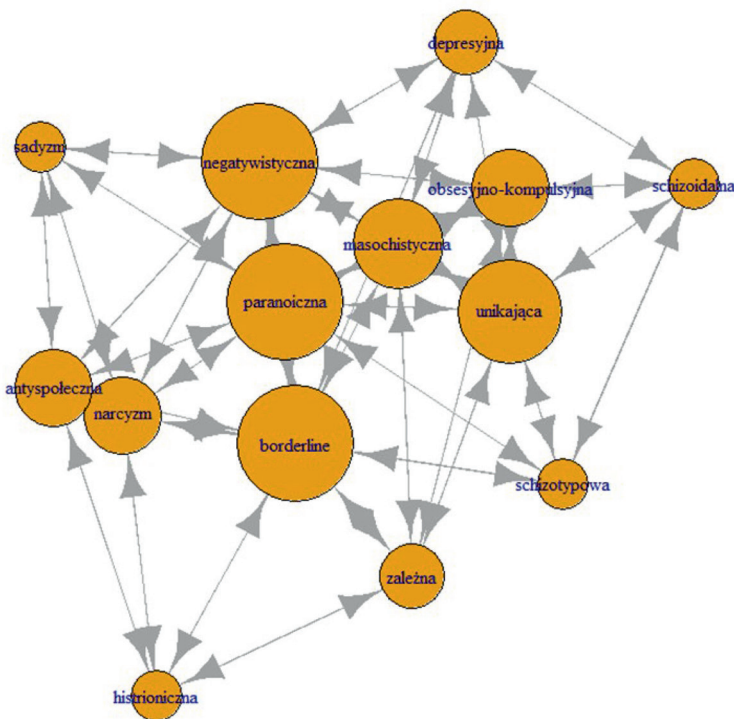 depresyjna
sadyzm
negatywistyczna
obsesyjno-kompulsyjna
schizoidalna
masochistyczna
paranoiczna
unikająca
antyspołeczna
narcyzm
borderline
schizotypowa
zależna
histrioniczna